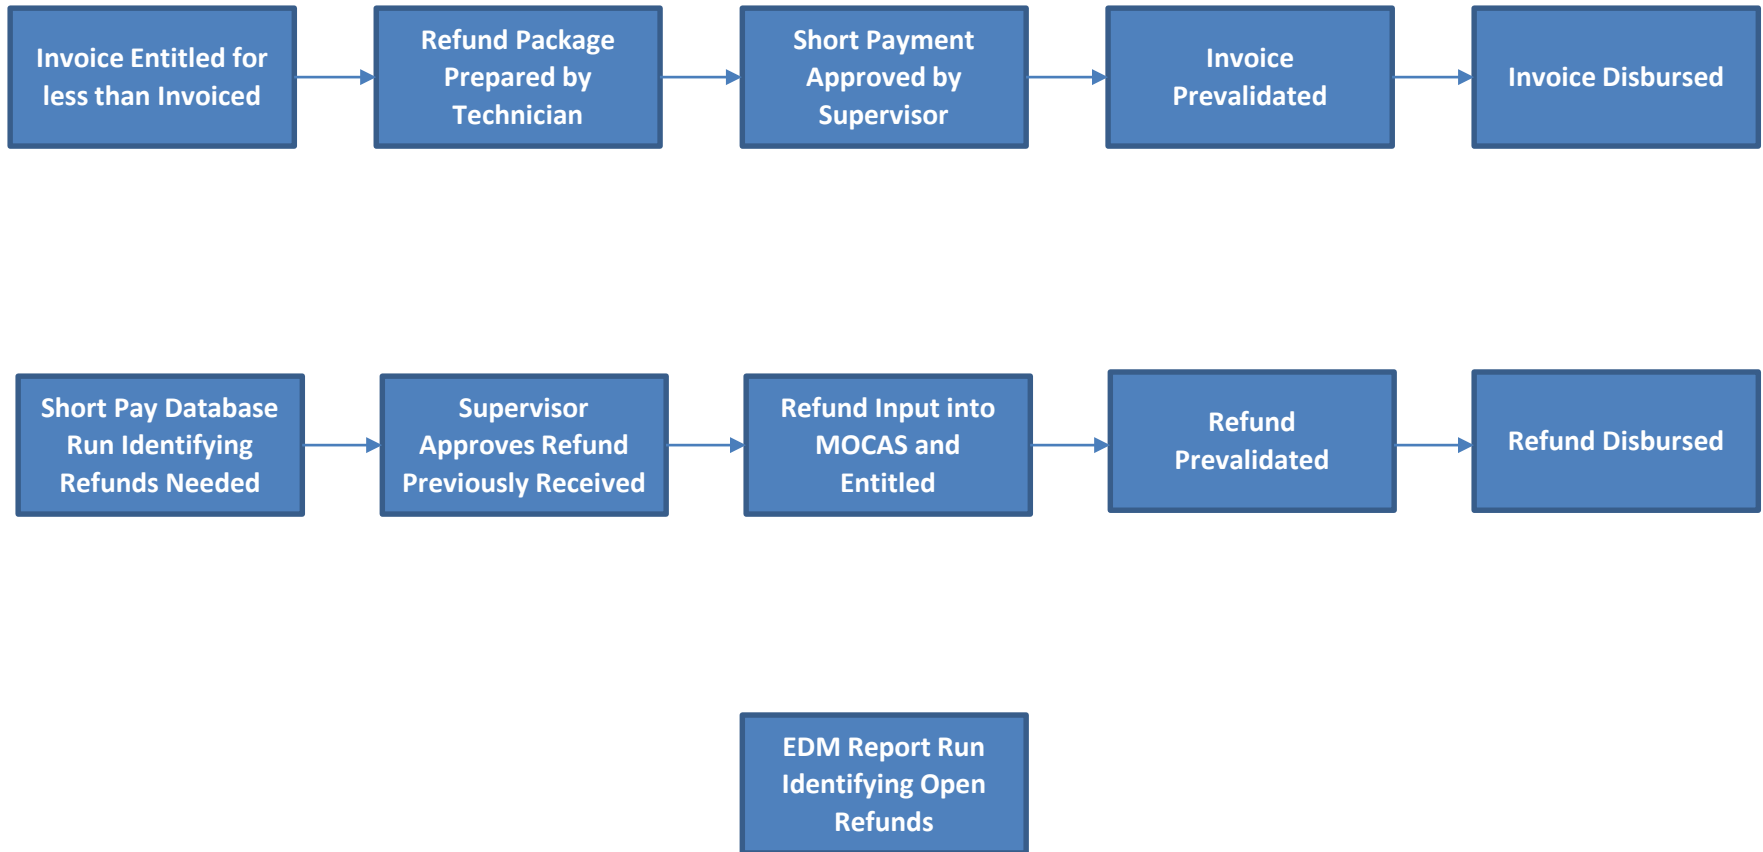 Invoice Entitled for
less than Invoiced
Refund Package
Prepared by
Technician
Short Payment
Approved by
Supervisor
Invoice
Prevalidated
Invoice Disbursed
Short Pay Database
Run Identifying
Refunds Needed
Supervisor
Approves Refund
Previously Received
Refund Input into
MOCAS and
Entitled
Refund
Prevalidated
Refund Disbursed
EDM Report Run
Identifying Open
Refunds